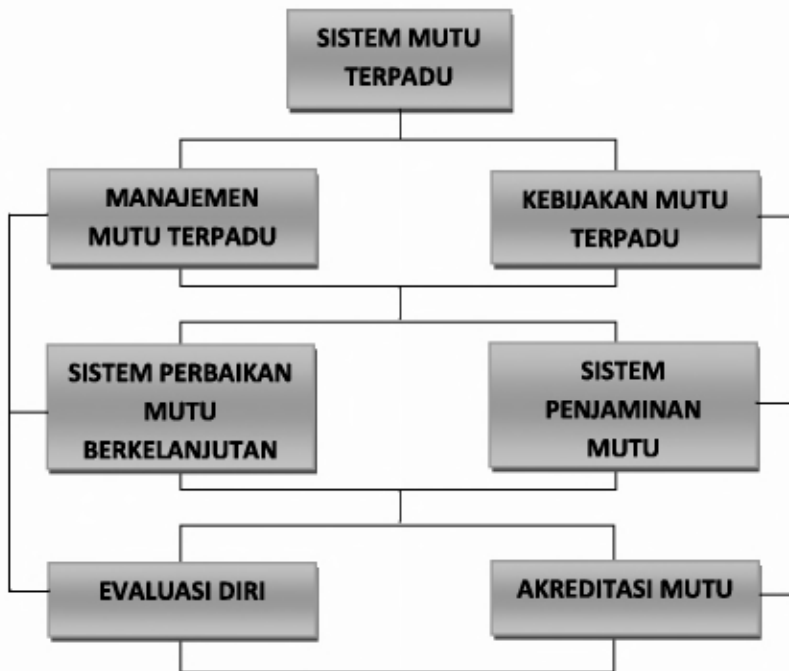 SISTEM MUTU
TERPADU
MANAJEMEN
MUTU TERPADU
KEBIJAKAN MUTU
TERPADU
SISTEM PERBAIKAN
MUTU
BERKELANJUTAN
SISTEM
PENJAMINAN
MUTU
EVALUASI DIRI
AKREDITASI MUTU